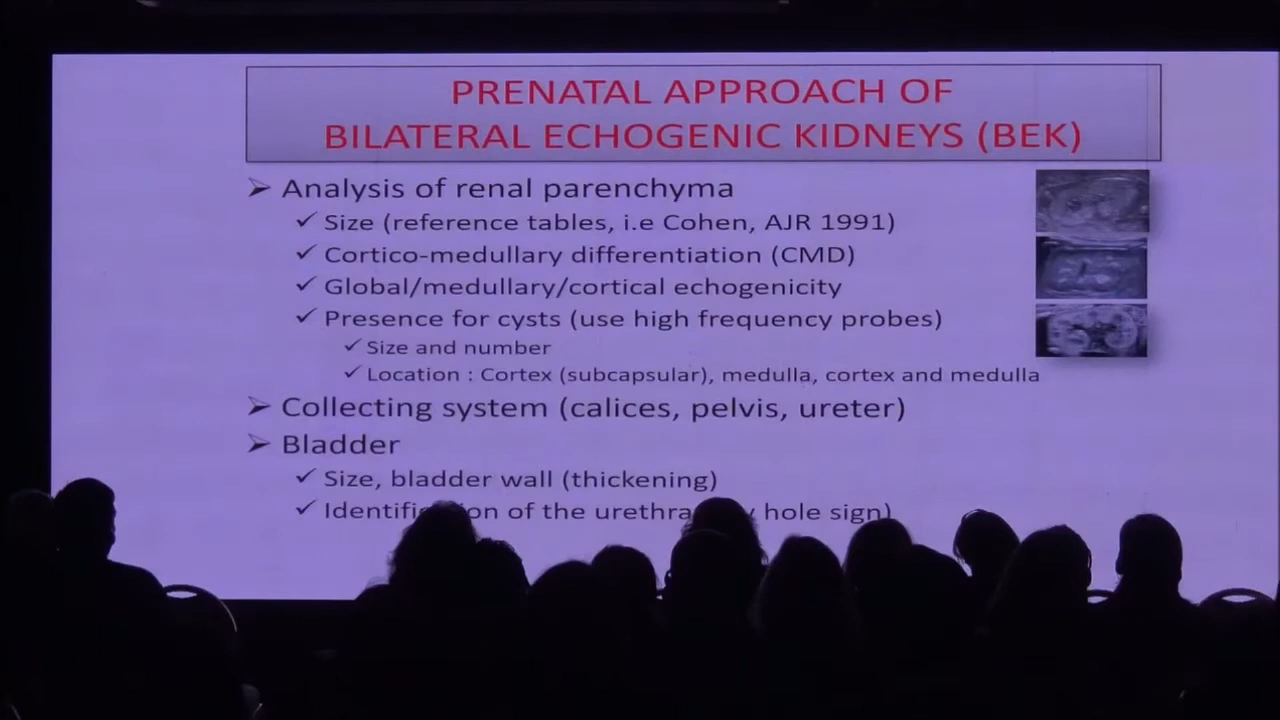 PRENATAL APPROACH OF
BILATERAL ECHOGENIC KIDNEYS (BEK)
➢ Analysis of renal parenchyma
✓ Size (reference tables, i.e Cohen, AJR 1991)
✓ Cortico-medullary differentiation (CMD)
✓ Global/medullary/cortical echogenicity
✓ Presence for cysts (use high frequency probes)
✓ Size and number
✓ Location : Cortex (subcapsular), medulla, cortex and medulla
➢ Collecting system (calices, pelvis, ureter)
➢ Bladder
✓ Size, bladder wall (thickening)
✓ of the urethra hole sign)